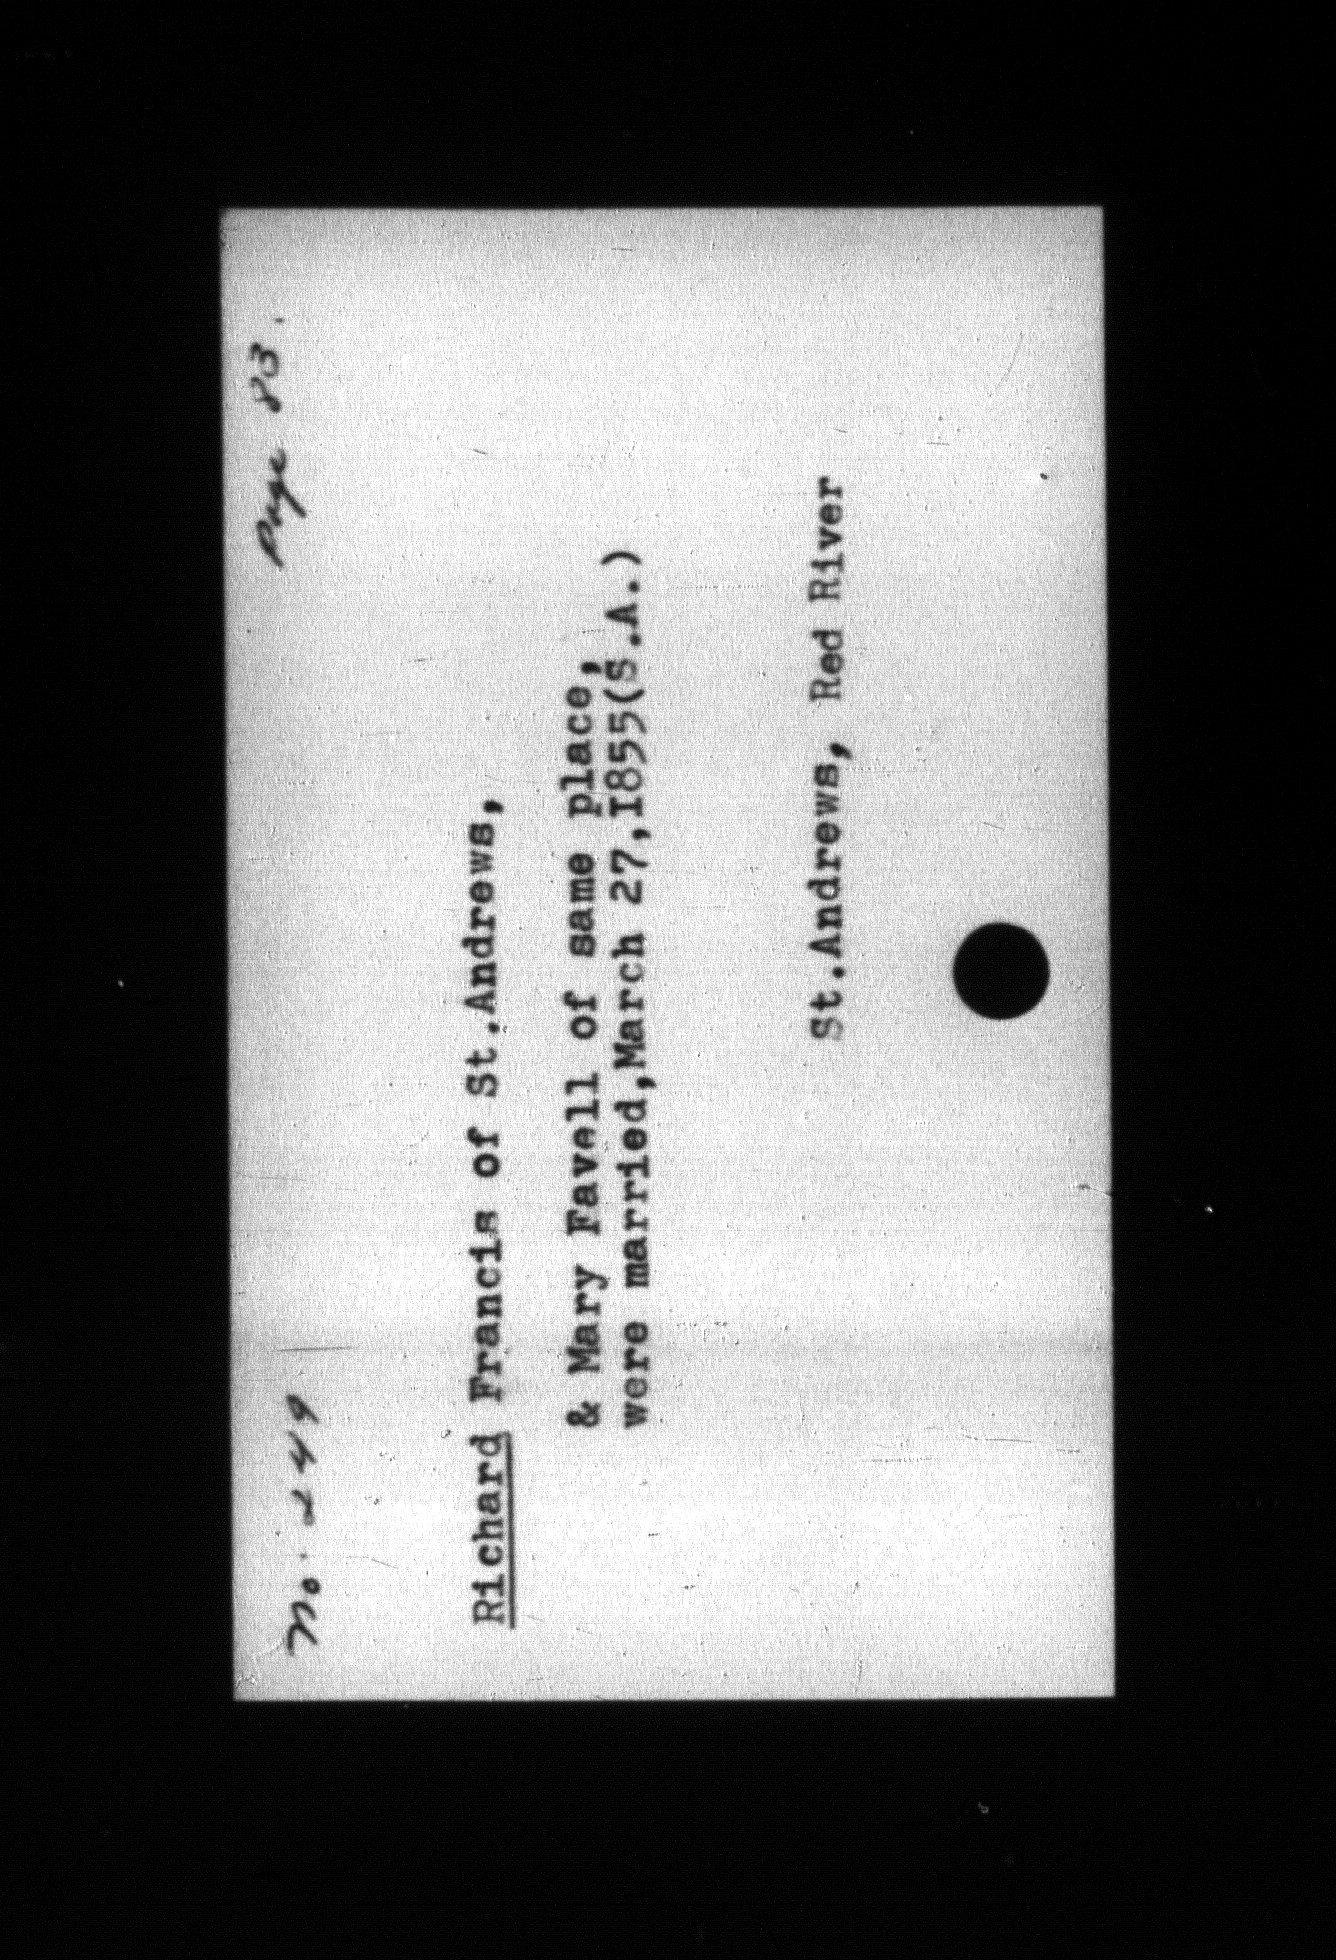 No. 249
Page 83.
Richard Francis of St.Andrews,
& Mary Favell of same place,
were married,March 27,I855(S.A.)
St.Andrews, Red River